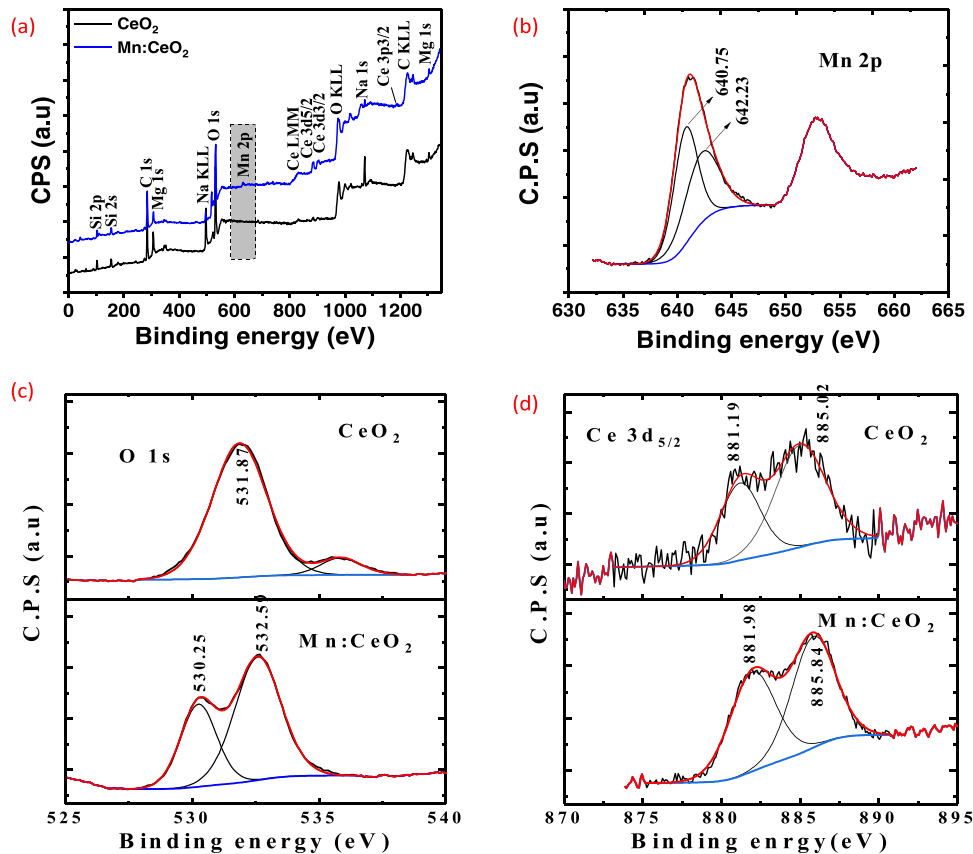 (a)
CeO2
Mn:CeO2
CPS (a.u)
Si 2p
Si 2s
C 1s
Mg 1s
Na KLL
O 1s
Mn 2p
Ce LMM
Ce 3d5/2
Ce 3d3/2
O KLL
Na 1s
Ce 3p3/2
C KLL
Mg 1s
0 200 400 600 800 1000 1200
Binding energy (eV)
(b)
Mn 2p
640.75
642.23
C.P.S (a.u)
630 635 640 645 650 655 660 665
Binding energy (eV)
(c)
O 1s
CeO2
531.87
Mn:CeO2
530.25
532.59
C.P.S (a.u)
525 530 535 540
Binding energy (eV)
(d)
Ce 3d5/2
881.19
885.02
CeO2
Mn:CeO2
881.98
885.84
C.P.S (a.u)
870 875 880 885 890 895
Binding enrgy(eV)